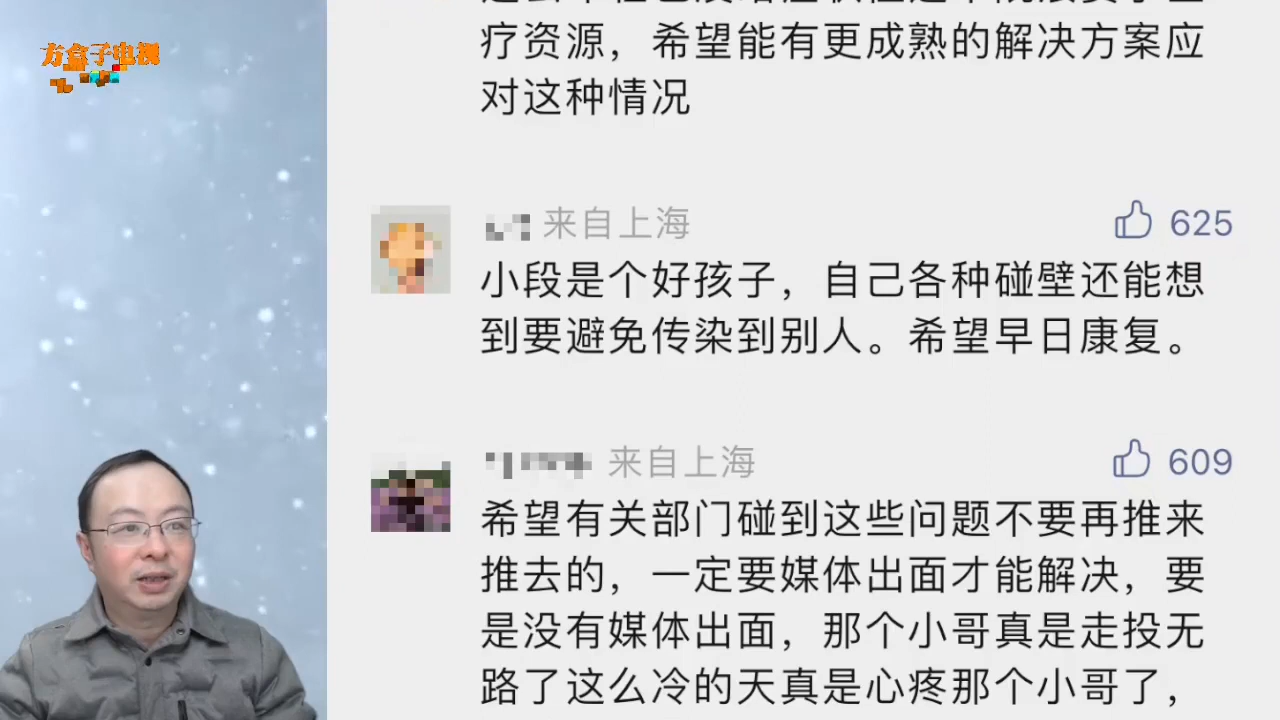 方盒子电视
疗资源，希望能有更成熟的解决方案应
对这种情况
来自上海
625
小段是个好孩子，自己各种碰壁还能想
到要避免传染到别人。希望早日康复。
来自上海
609
希望有关部门碰到这些问题不要再推来
推去的，一定要媒体出面才能解决，要
是没有媒体出面，那个小哥真是走投无
路了这么冷的天真是心疼那个小哥了，